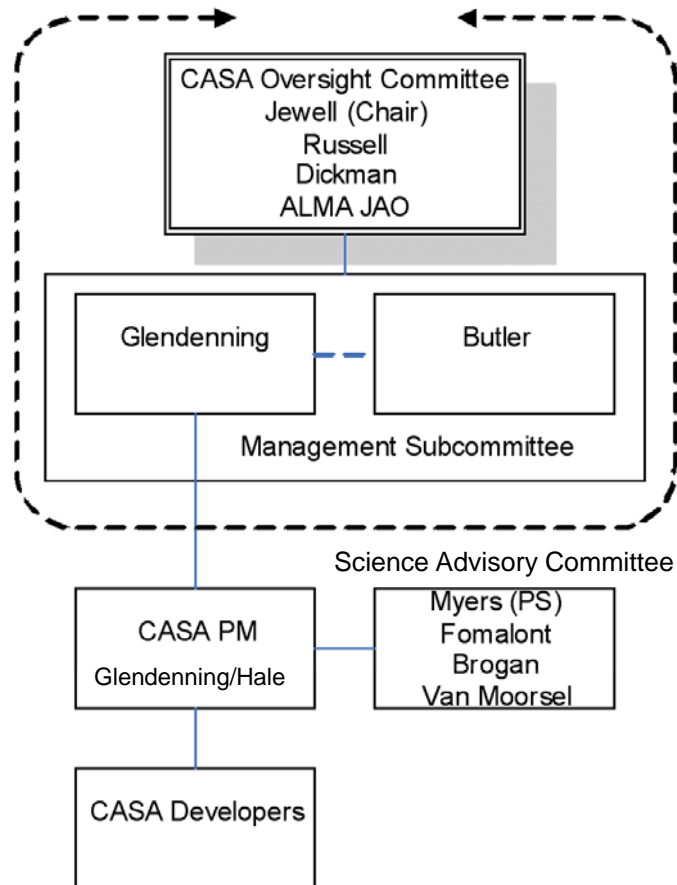 CASA Oversight Committee
Jewell (Chair)
Russell
Dickman
ALMA JAO
Glendenning
Butler
Management Subcommittee
Science Advisory Committee
Myers (PS)
Fomalont
Brogan
Van Moorsel
CASA PM
Glendenning/Hale
CASA Developers